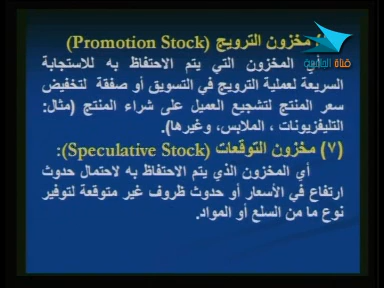 مخزون الترويج (Promotion Stock)
أي المخزون التي يتم الاحتفاظ به للاستجابة
السريعة لعملية الترويج في التسويق أو صفقة لتخفيض
سعر المنتج لتشجيع العميل على شراء المنتج (مثال:
التليفزيونات ، الملابس، وغيرها).
(٧) مخزون التوقعات (Speculative Stock):
أي المخزون الذي يتم الاحتفاظ به لاحتمال حدوث
ارتفاع في الأسعار أو حدوث ظروف غير متوقعة لتوفير
نوع ما من السلع أو المواد.